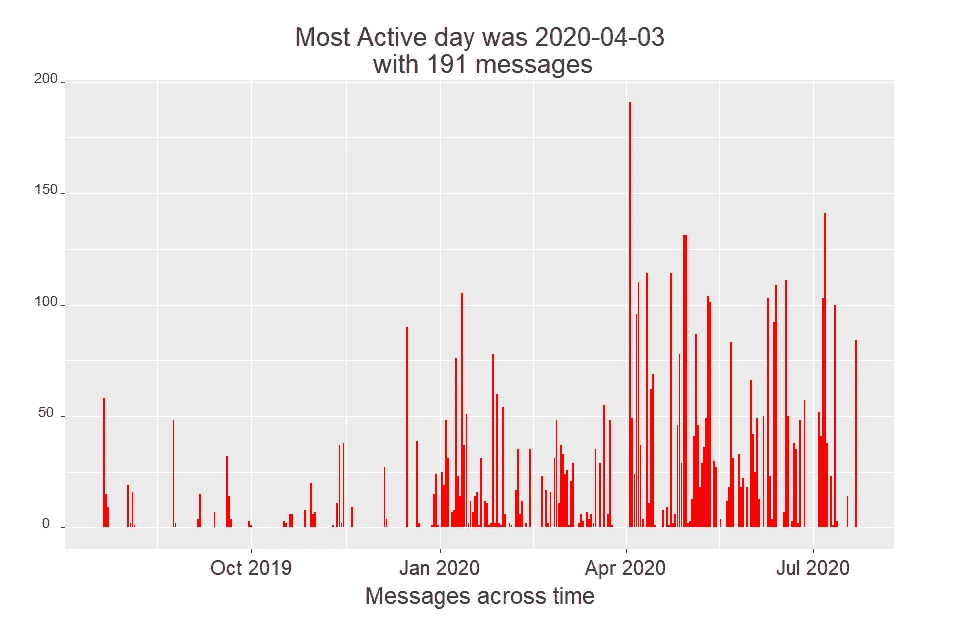 Most Active day was 2020-04-03
with 191 messages
200
150
100
50
0
Oct 2019 Jan 2020 Apr 2020 Jul 2020
Messages across time